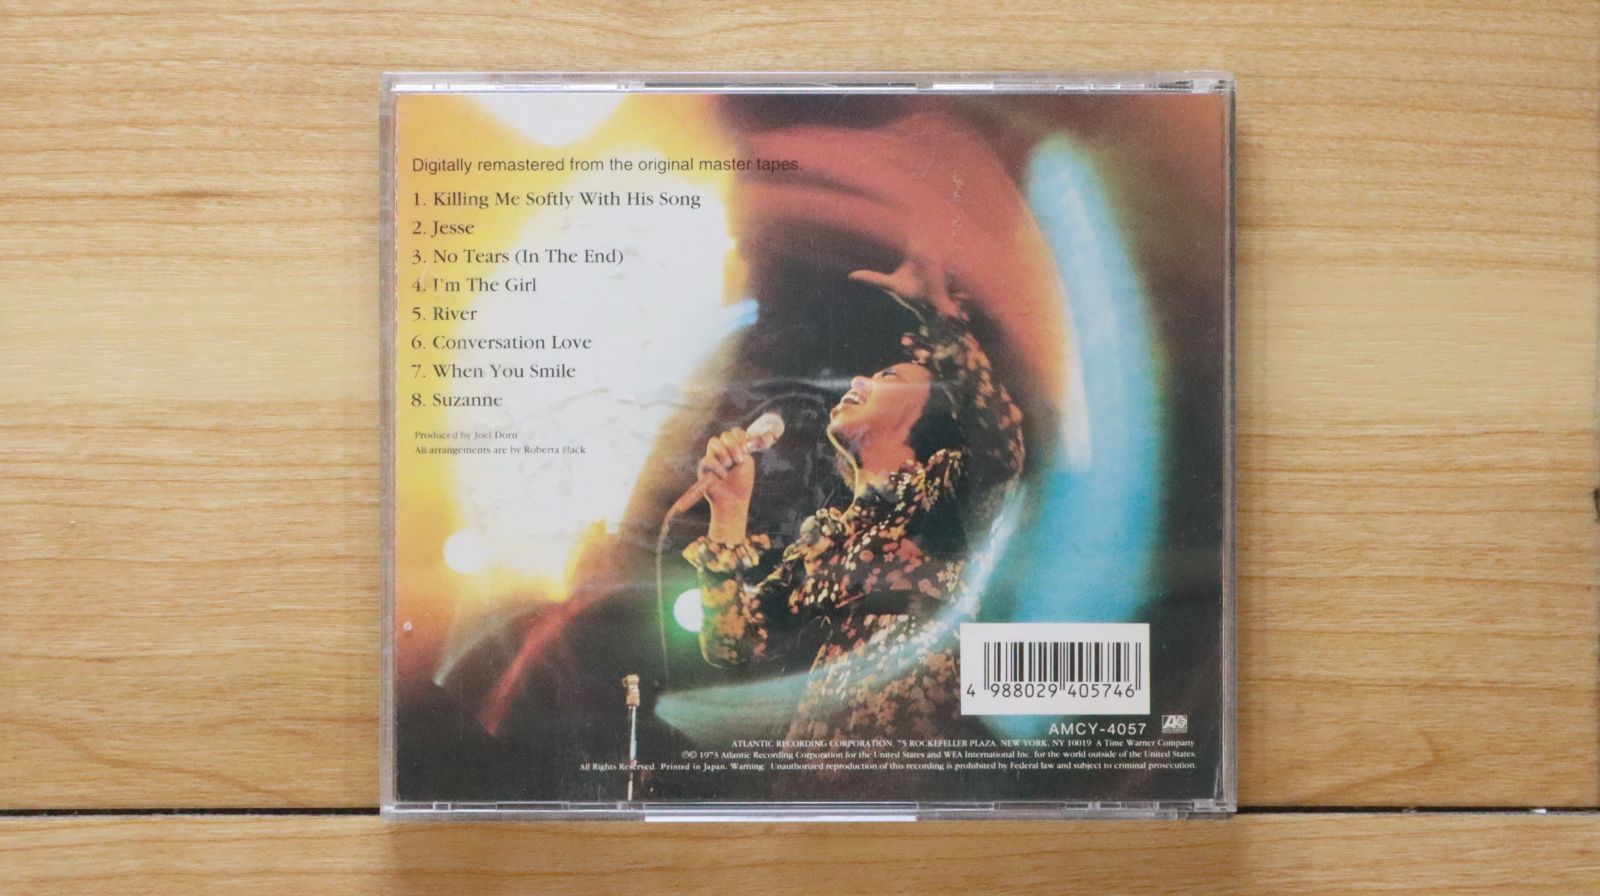 Digitally remastered from the original master tapes.
1. Killing Me Softly With His Song
2. Jesse
3. No Tears (In The End)
4. I'm The Girl
5. River
6. Conversation Love
7. When You Smile
8. Suzanne
Produced by Joel Dorn
All arrangements are by Roberta Flack
4 988029 405746
AMCY-4057
ATLANTIC RECORDING CORPORATION, 75 ROCKEFELLER PLAZA, NEW YORK, NY 10019 A Time Warner Company
℗© 1973 Atlantic Recording Corporation for the United States and WEA International Inc. for the world outside of the United States.
All Rights Reserved. Printed in Japan. Warning: Unauthorized reproduction of this recording is prohibited by Federal law and subject to criminal prosecution.